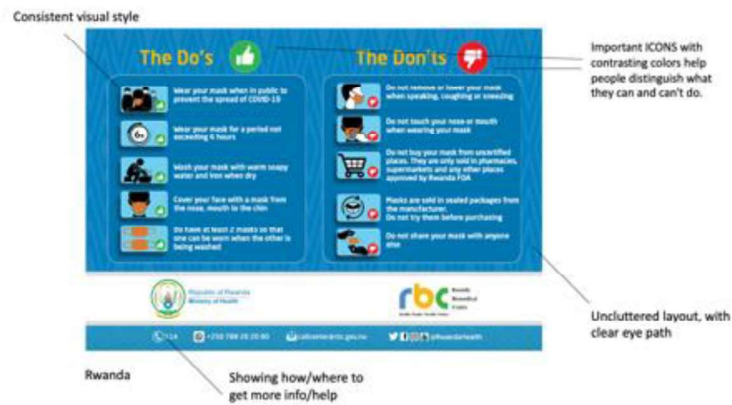 Consistent visual style
The Do's
The Don'ts
Important ICONS with
contrasting colors help
people distinguish what
they can and can't do.
Wear your mask when in public to
prevent the spread of COVID-19
Wear your mask for a period not
exceeding 6 hours
Wash your mask with warm soapy
water and iron when dry
Cover your face with a mask from
the nose, mouth to the chin
Do have at least 2 masks so that
one can be worn when the other is
being washed
Do not remove or lower your mask
when speaking, coughing or sneezing
Do not touch your nose or mouth
when wearing your mask
Do not buy your mask from uncertified
places. They are only sold in pharmacies,
supermarkets and any other places
approved by Rwanda FDA
Masks are sold in sealed packages from
the manufacturer.
Do not try them before purchasing
Do not share your mask with anyone
else
Republic of Rwanda
Ministry of Health
rbc
Rwanda
Biomedical
Centre
Uncluttered layout, with
clear eye path
114
Rwanda
Showing how/where to
get more info/help